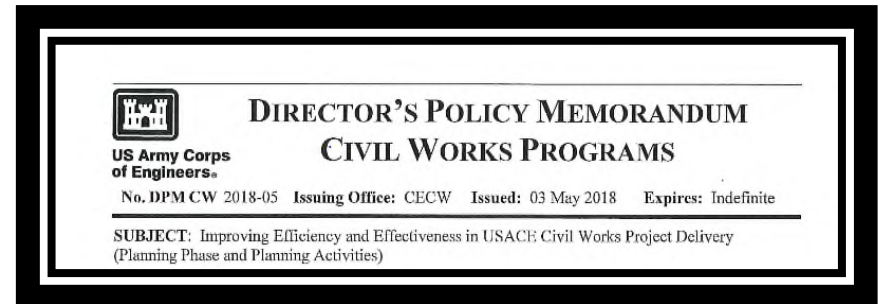 DIRECTOR'S POLICY MEMORANDUM
CIVIL WORKS PROGRAMS
US Army Corps
of Engineers®
No. DPM CW 2018-05 Issuing Office: CECW Issued: 03 May 2018 Expires: Indefinite
SUBJECT: Improving Efficiency and Effectiveness in USACE Civil Works Project Delivery
(Planning Phase and Planning Activities)